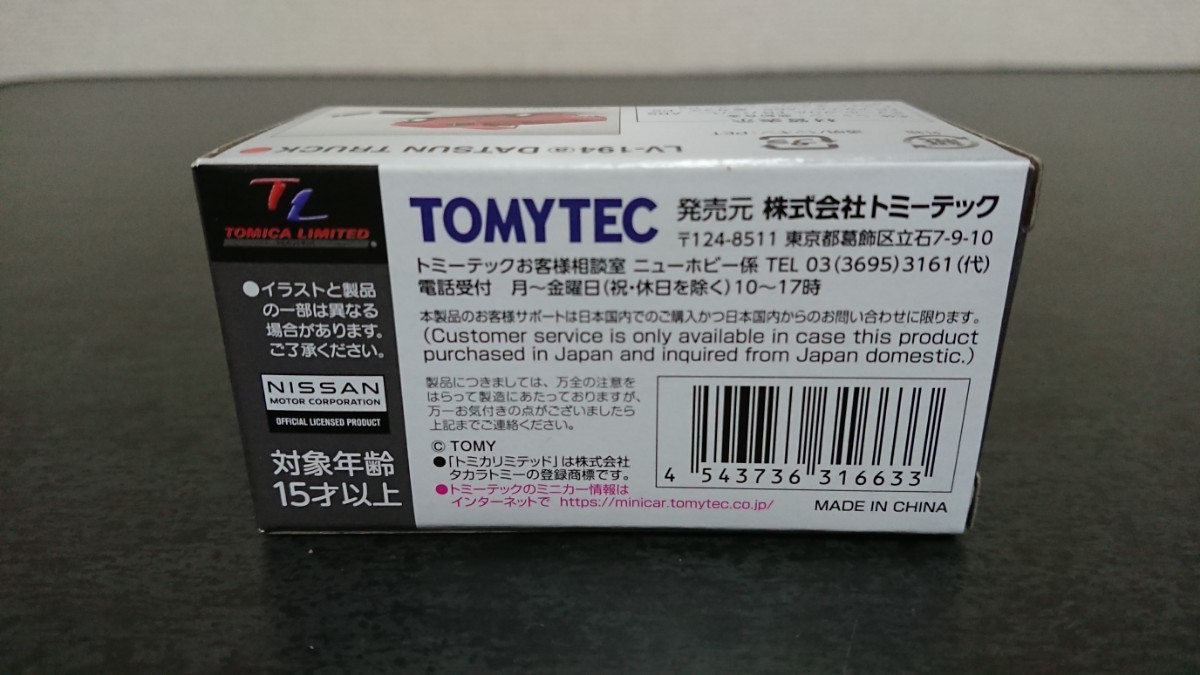 LV-194 a DATSUN TRUCK
材質表示
TL
TOMICA LIMITED
●イラストと製品
の一部は異なる
場合があります。
ご了承ください。
NISSAN
MOTOR CORPORATION
OFFICIAL LICENSED PRODUCT
対象年齢
15才以上
TOMYTEC
発売元 株式会社トミーテック
〒124-8511 東京都葛飾区立石7-9-10
トミーテックお客様相談室 ニューホビー係 TEL 03(3695)3161(代)
電話受付 月〜金曜日(祝・休日を除く)10〜17時
本製品のお客様サポートは日本国内でのご購入かつ日本国内からのお問い合わせに限ります。
(Customer service is only available in case this product
purchased in Japan and inquired from Japan domestic.)
製品につきましては、万全の注意を
はらって製造にあたっておりますが、
万一お気付きの点がございましたら
上記までご連絡ください。
© TOMY
●「トミカリミテッド」は株式会社
タカラトミーの登録商標です。
●トミーテックのミニカー情報は
インターネットで https://minicar.tomytec.co.jp/
4 543736 316633
MADE IN CHINA